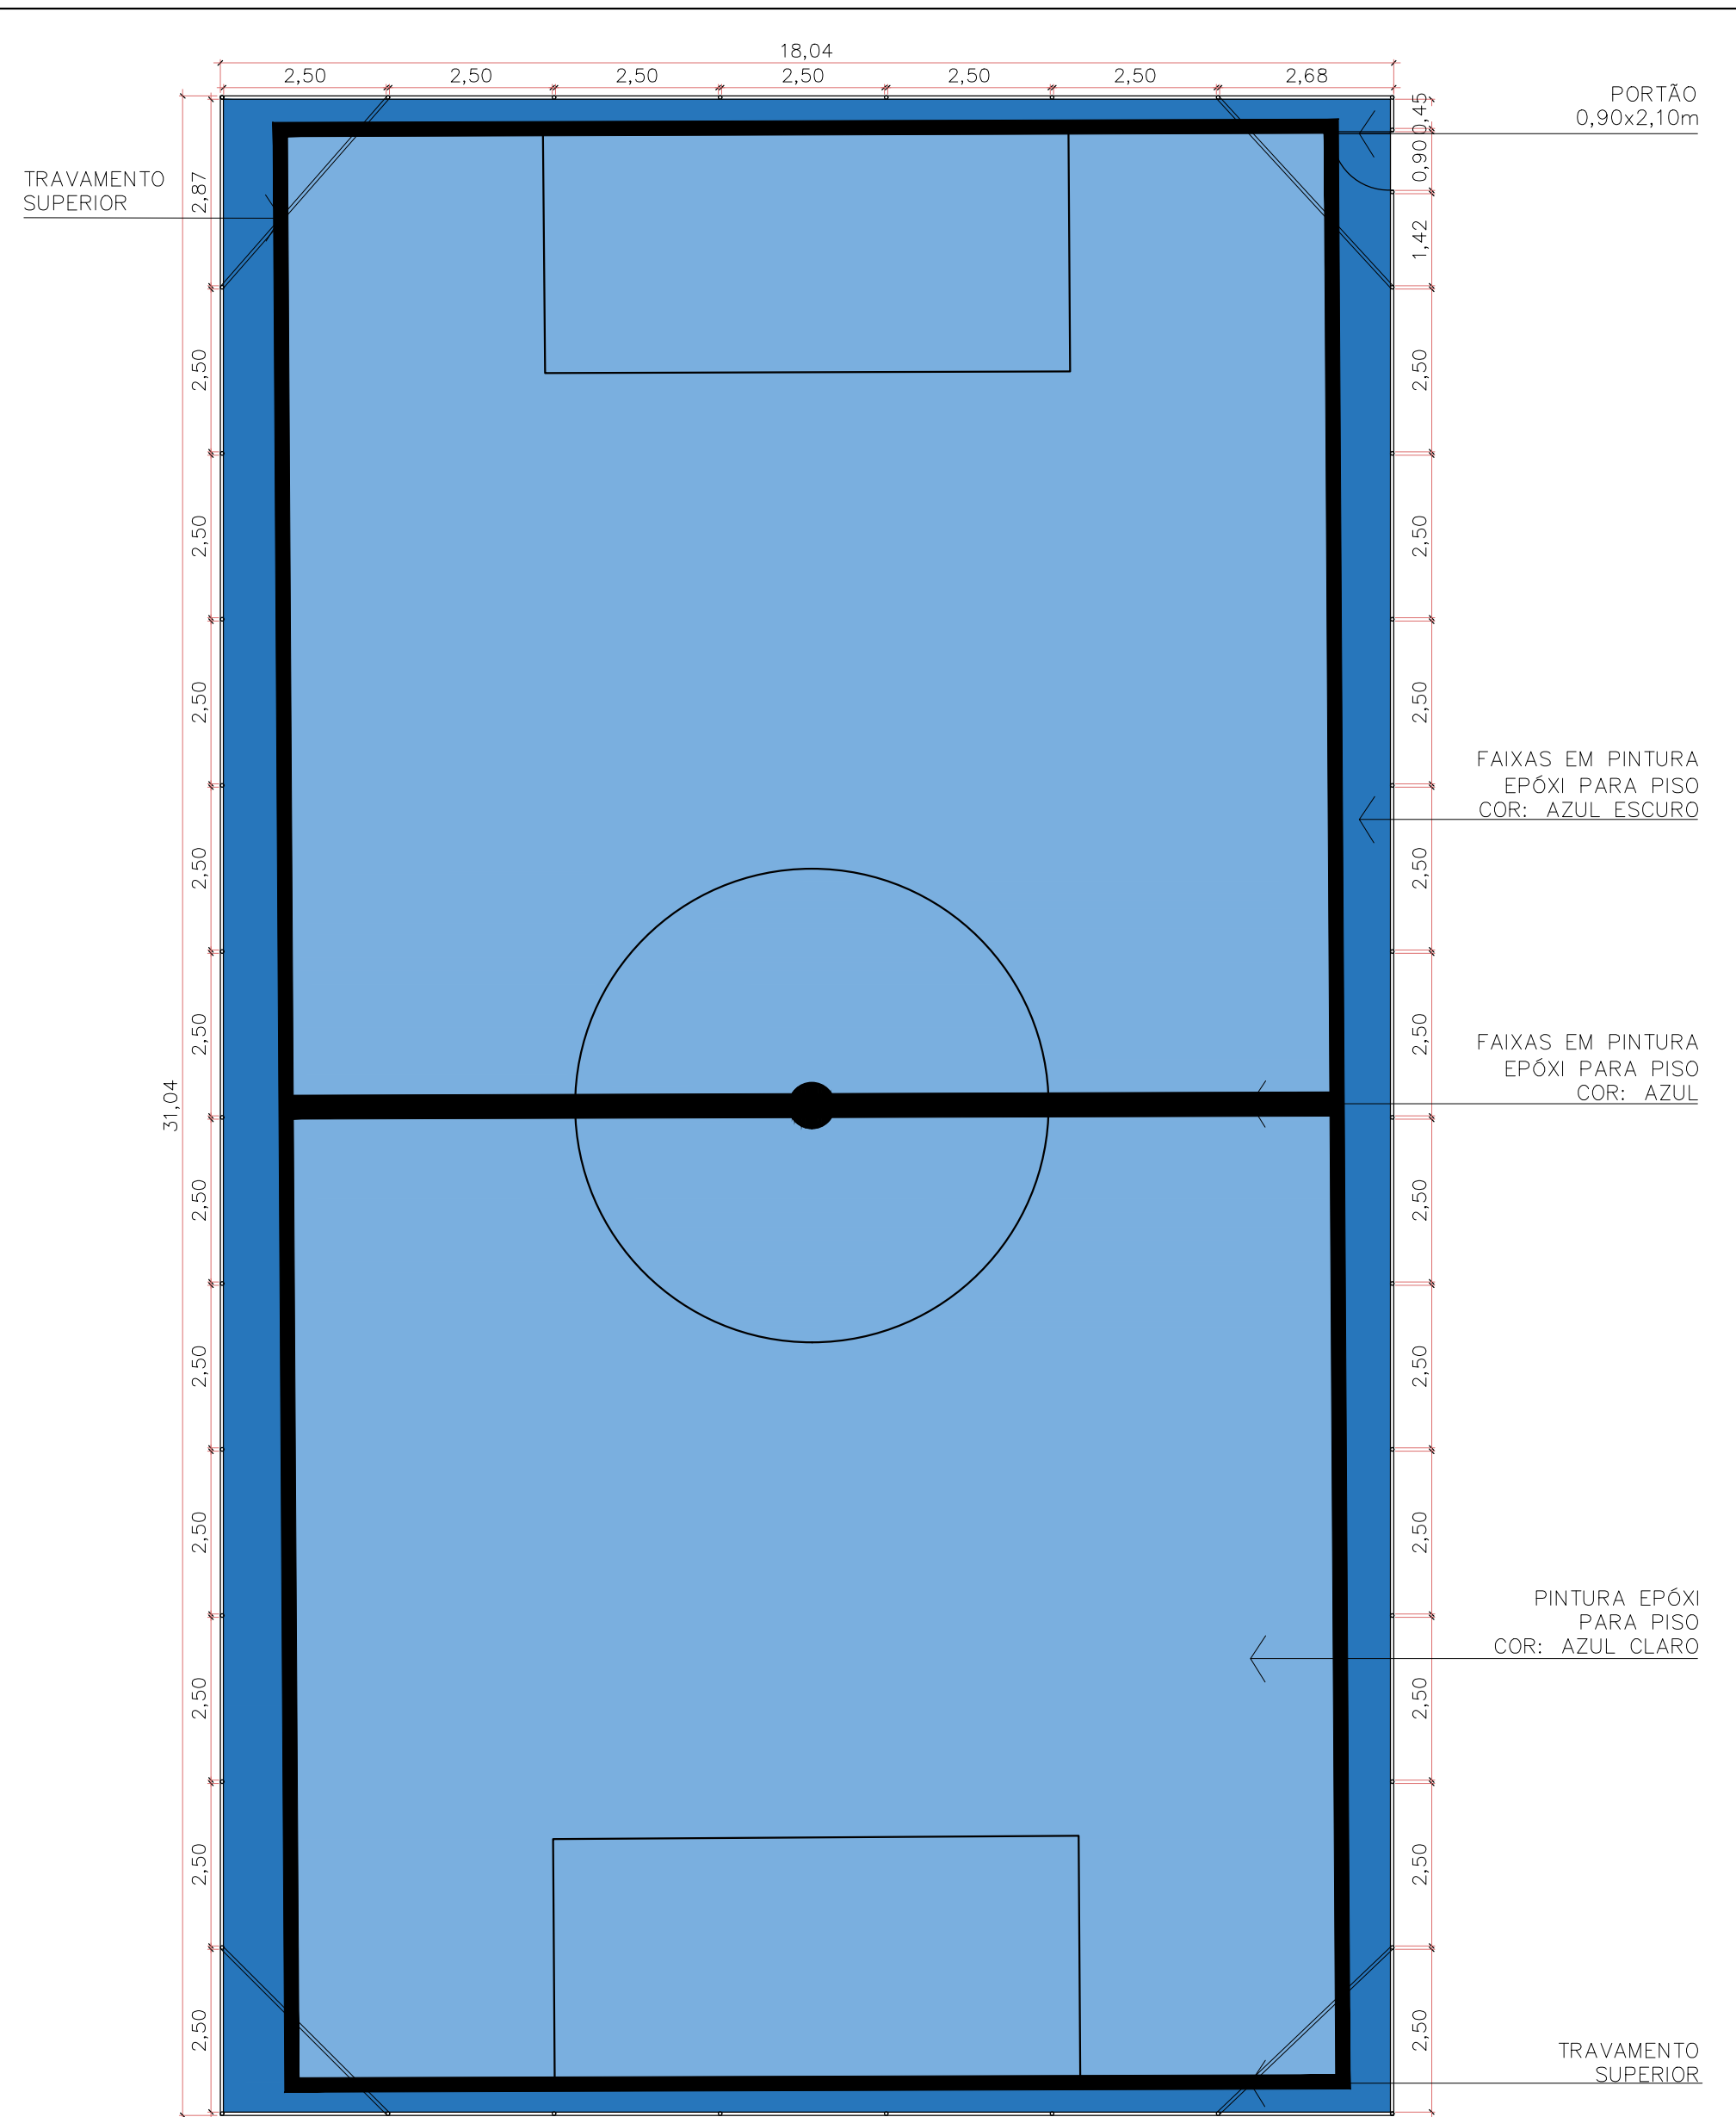 18,04
2,50 2,50 2,50 2,50 2,50 2,50 2,68
PORTÃO
0,90x2,10m
TRAVAMENTO
SUPERIOR
31,04
2,87
2,50
2,50
2,50
2,50
2,50
2,50
2,50
2,50
2,50
2,50
2,50
0,45
0,90
1,42
2,50
2,50
2,50
2,50
2,50
2,50
2,50
2,50
2,50
2,50
2,50
FAIXAS EM PINTURA
EPÓXI PARA PISO
COR: AZUL ESCURO
FAIXAS EM PINTURA
EPÓXI PARA PISO
COR: AZUL
PINTURA EPÓXI
PARA PISO
COR: AZUL CLARO
TRAVAMENTO
SUPERIOR